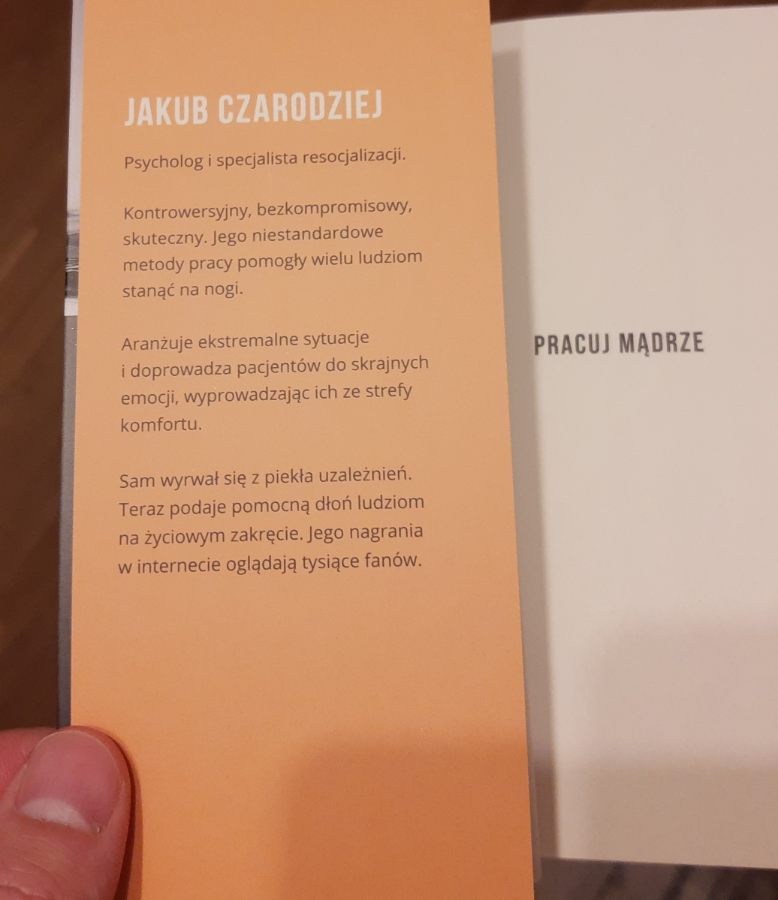 JAKUB CZARODZIEJ
Psycholog i specjalista resocjalizacji.
Kontrowersyjny, bezkompromisowy,
skuteczny. Jego niestandardowe
metody pracy pomogły wielu ludziom
stanąć na nogi.
Aranżuje ekstremalne sytuacje
i doprowadza pacjentów do skrajnych
emocji, wyprowadzając ich ze strefy
komfortu.
Sam wyrwał się z piekła uzależnień.
Teraz podaje pomocną dłoń ludziom
na życiowym zakręcie. Jego nagrania
w internecie oglądają tysiące fanów.
PRACUJ MĄDRZE